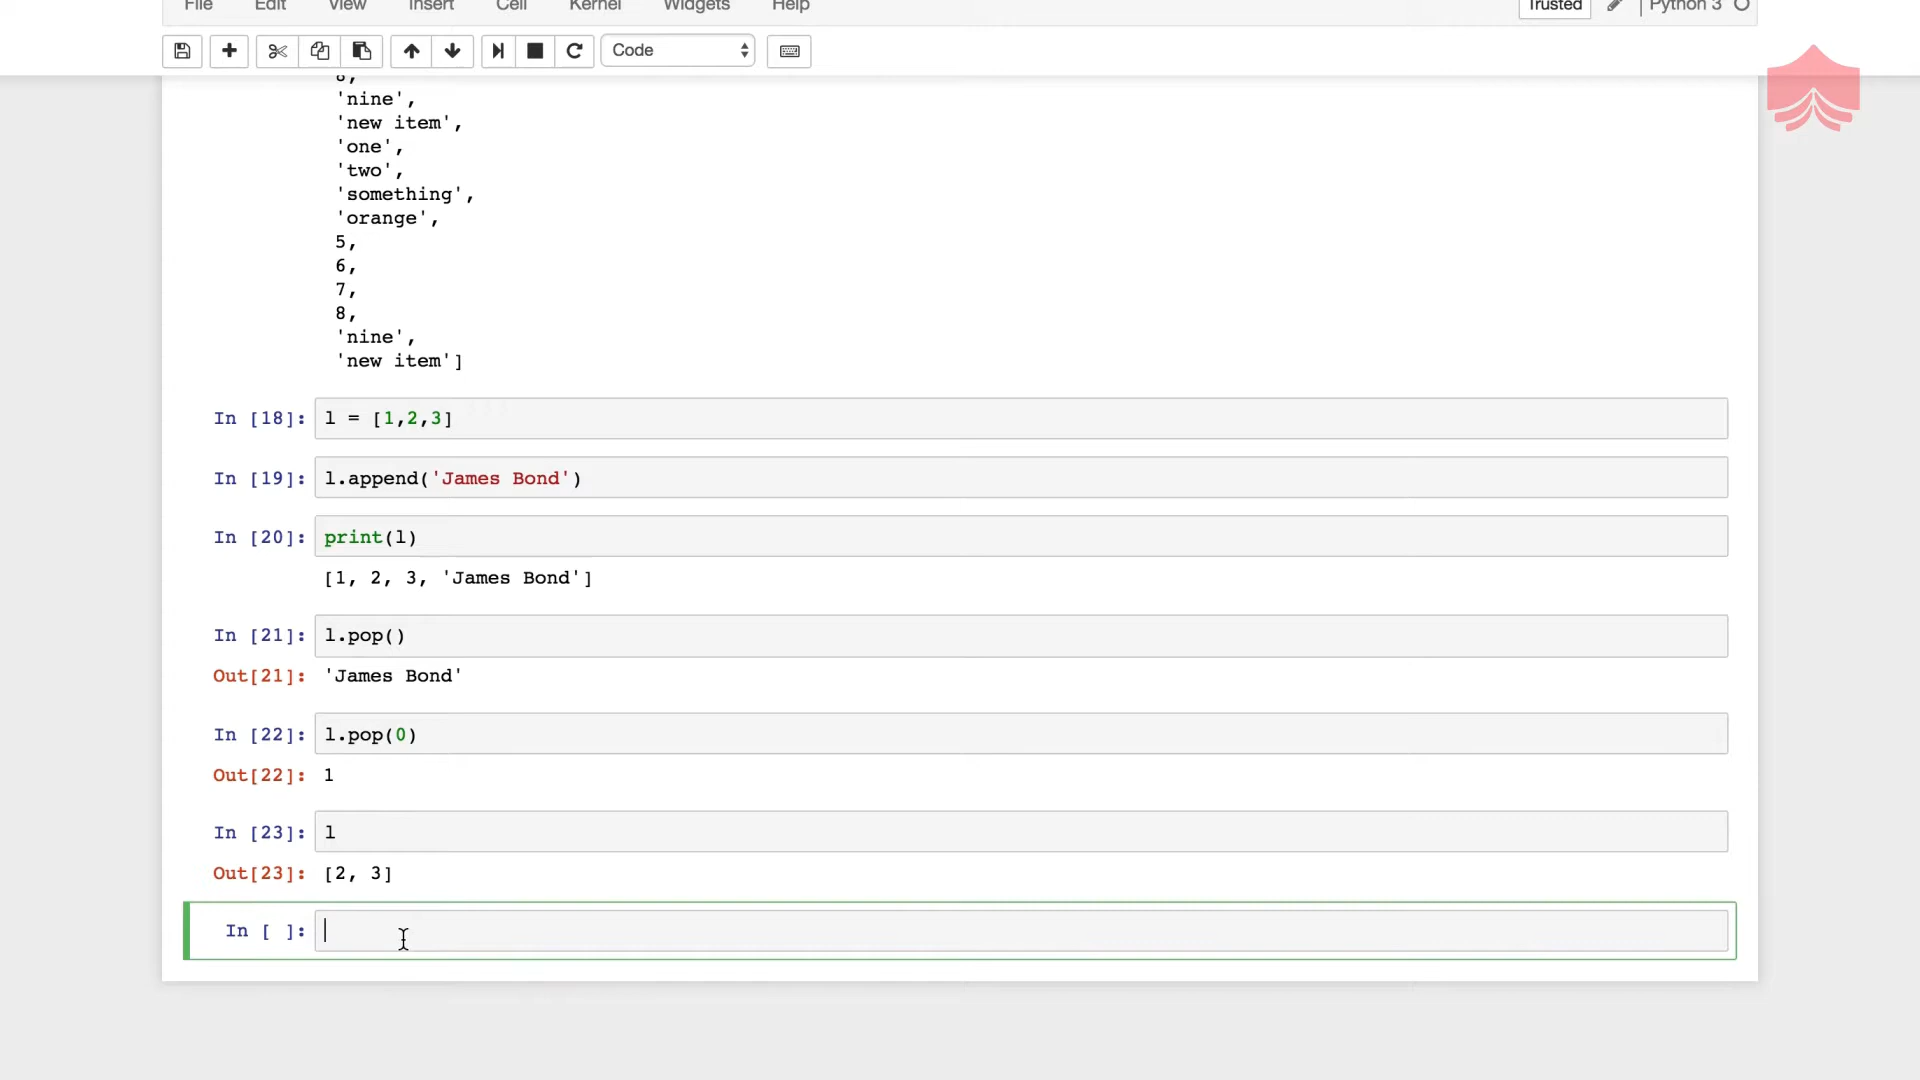 File Edit View Insert Cell Kernel Widgets Help Trusted Python 3
Code
'nine',
'new item',
'one',
'two',
'something',
'orange',
5,
6,
7,
8,
'nine',
'new item']
In [18]: l = [1,2,3]
In [19]: l.append('James Bond')
In [20]: print(l)
[1, 2, 3, 'James Bond']
In [21]: l.pop()
Out[21]: 'James Bond'
In [22]: l.pop(0)
Out[22]: 1
In [23]: l
Out[23]: [2, 3]
In [ ]: